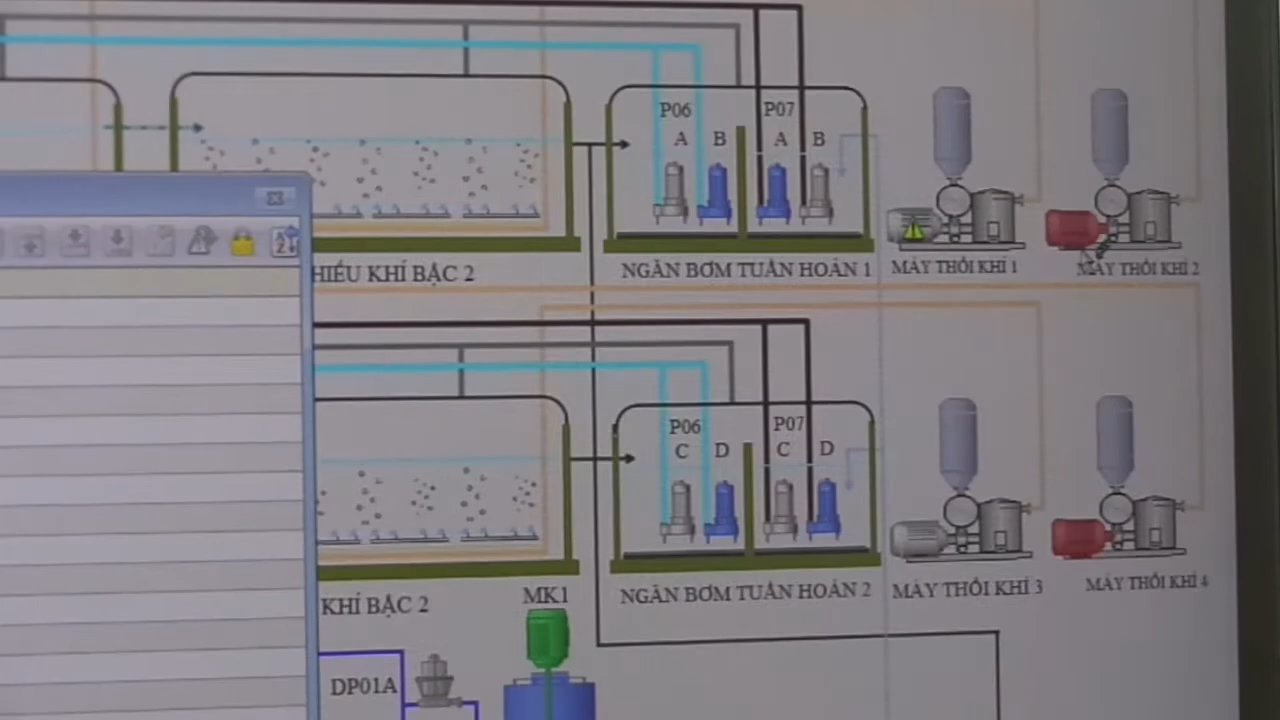 P06
P07
A
B
A
B
HIẾU KHÍ BẬC 2
NGĂN BƠM TUẦN HOÀN 1
MÁY THỔI KHÍ 1
MÁY THỔI KHÍ 2
P06
P07
C
D
C
D
KHÍ BẬC 2
MK1
NGĂN BƠM TUẦN HOÀN 2
MÁY THỔI KHÍ 3
MÁY THỔI KHÍ 4
DP01A